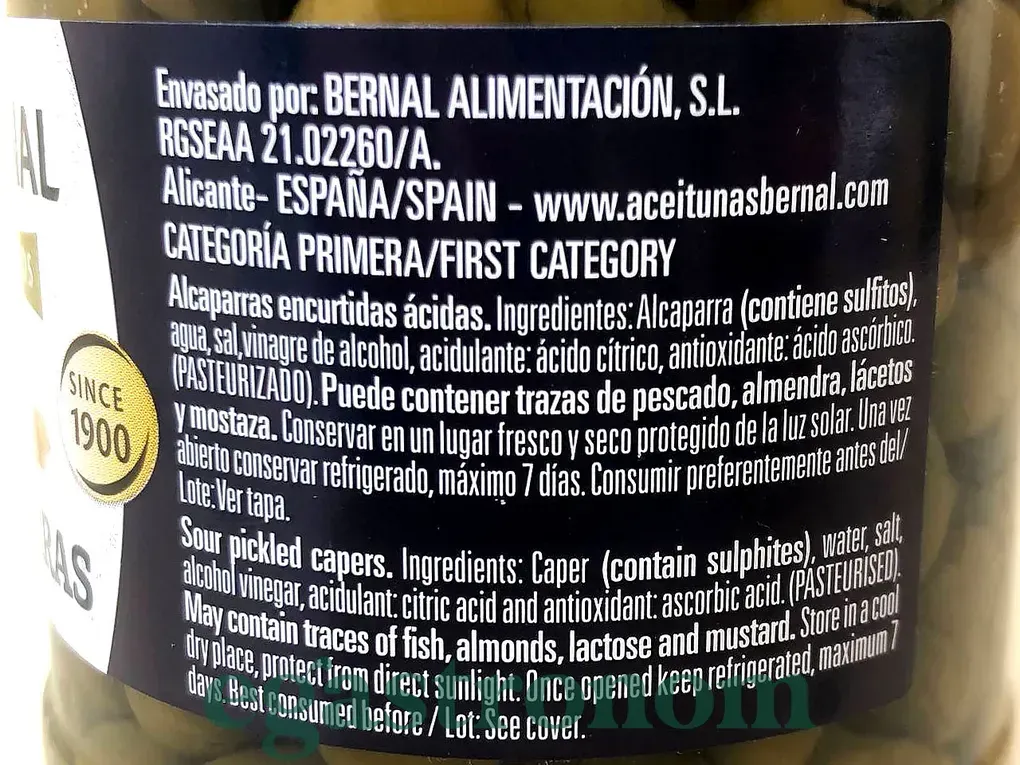 Envasado por: BERNAL ALIMENTACIÓN, S.L.
RGSEAA 21.02260/A.
Alicante- ESPAÑA/SPAIN - www.aceitunasbernal.com
CATEGORÍA PRIMERA/FIRST CATEGORY
Alcaparras encurtidas ácidas. Ingredientes: Alcaparra (contiene sulfitos),
agua, sal, vinagre de alcohol, acidulante: ácido cítrico, antioxidante: ácido ascórbico.
(PASTEURIZADO). Puede contener trazas de pescado, almendra, lácetos
y mostaza. Conservar en un lugar fresco y seco protegido de la luz solar. Una vez
abierto conservar refrigerado, máximo 7 días. Consumir preferentemente antes del/
Lote: Ver tapa.
Sour pickled capers. Ingredients: Caper (contain sulphites), water, salt,
alcohol vinegar, acidulant: citric acid and antioxidant: ascorbic acid. (PASTEURISED).
May contain traces of fish, almonds, lactose and mustard. Store in a cool
dry place, protect from direct sunlight. Once opened keep refrigerated, maximum 7
days. Best consumed before / Lot: See cover.
AL
S
SINCE
1900
RAS
egastronom